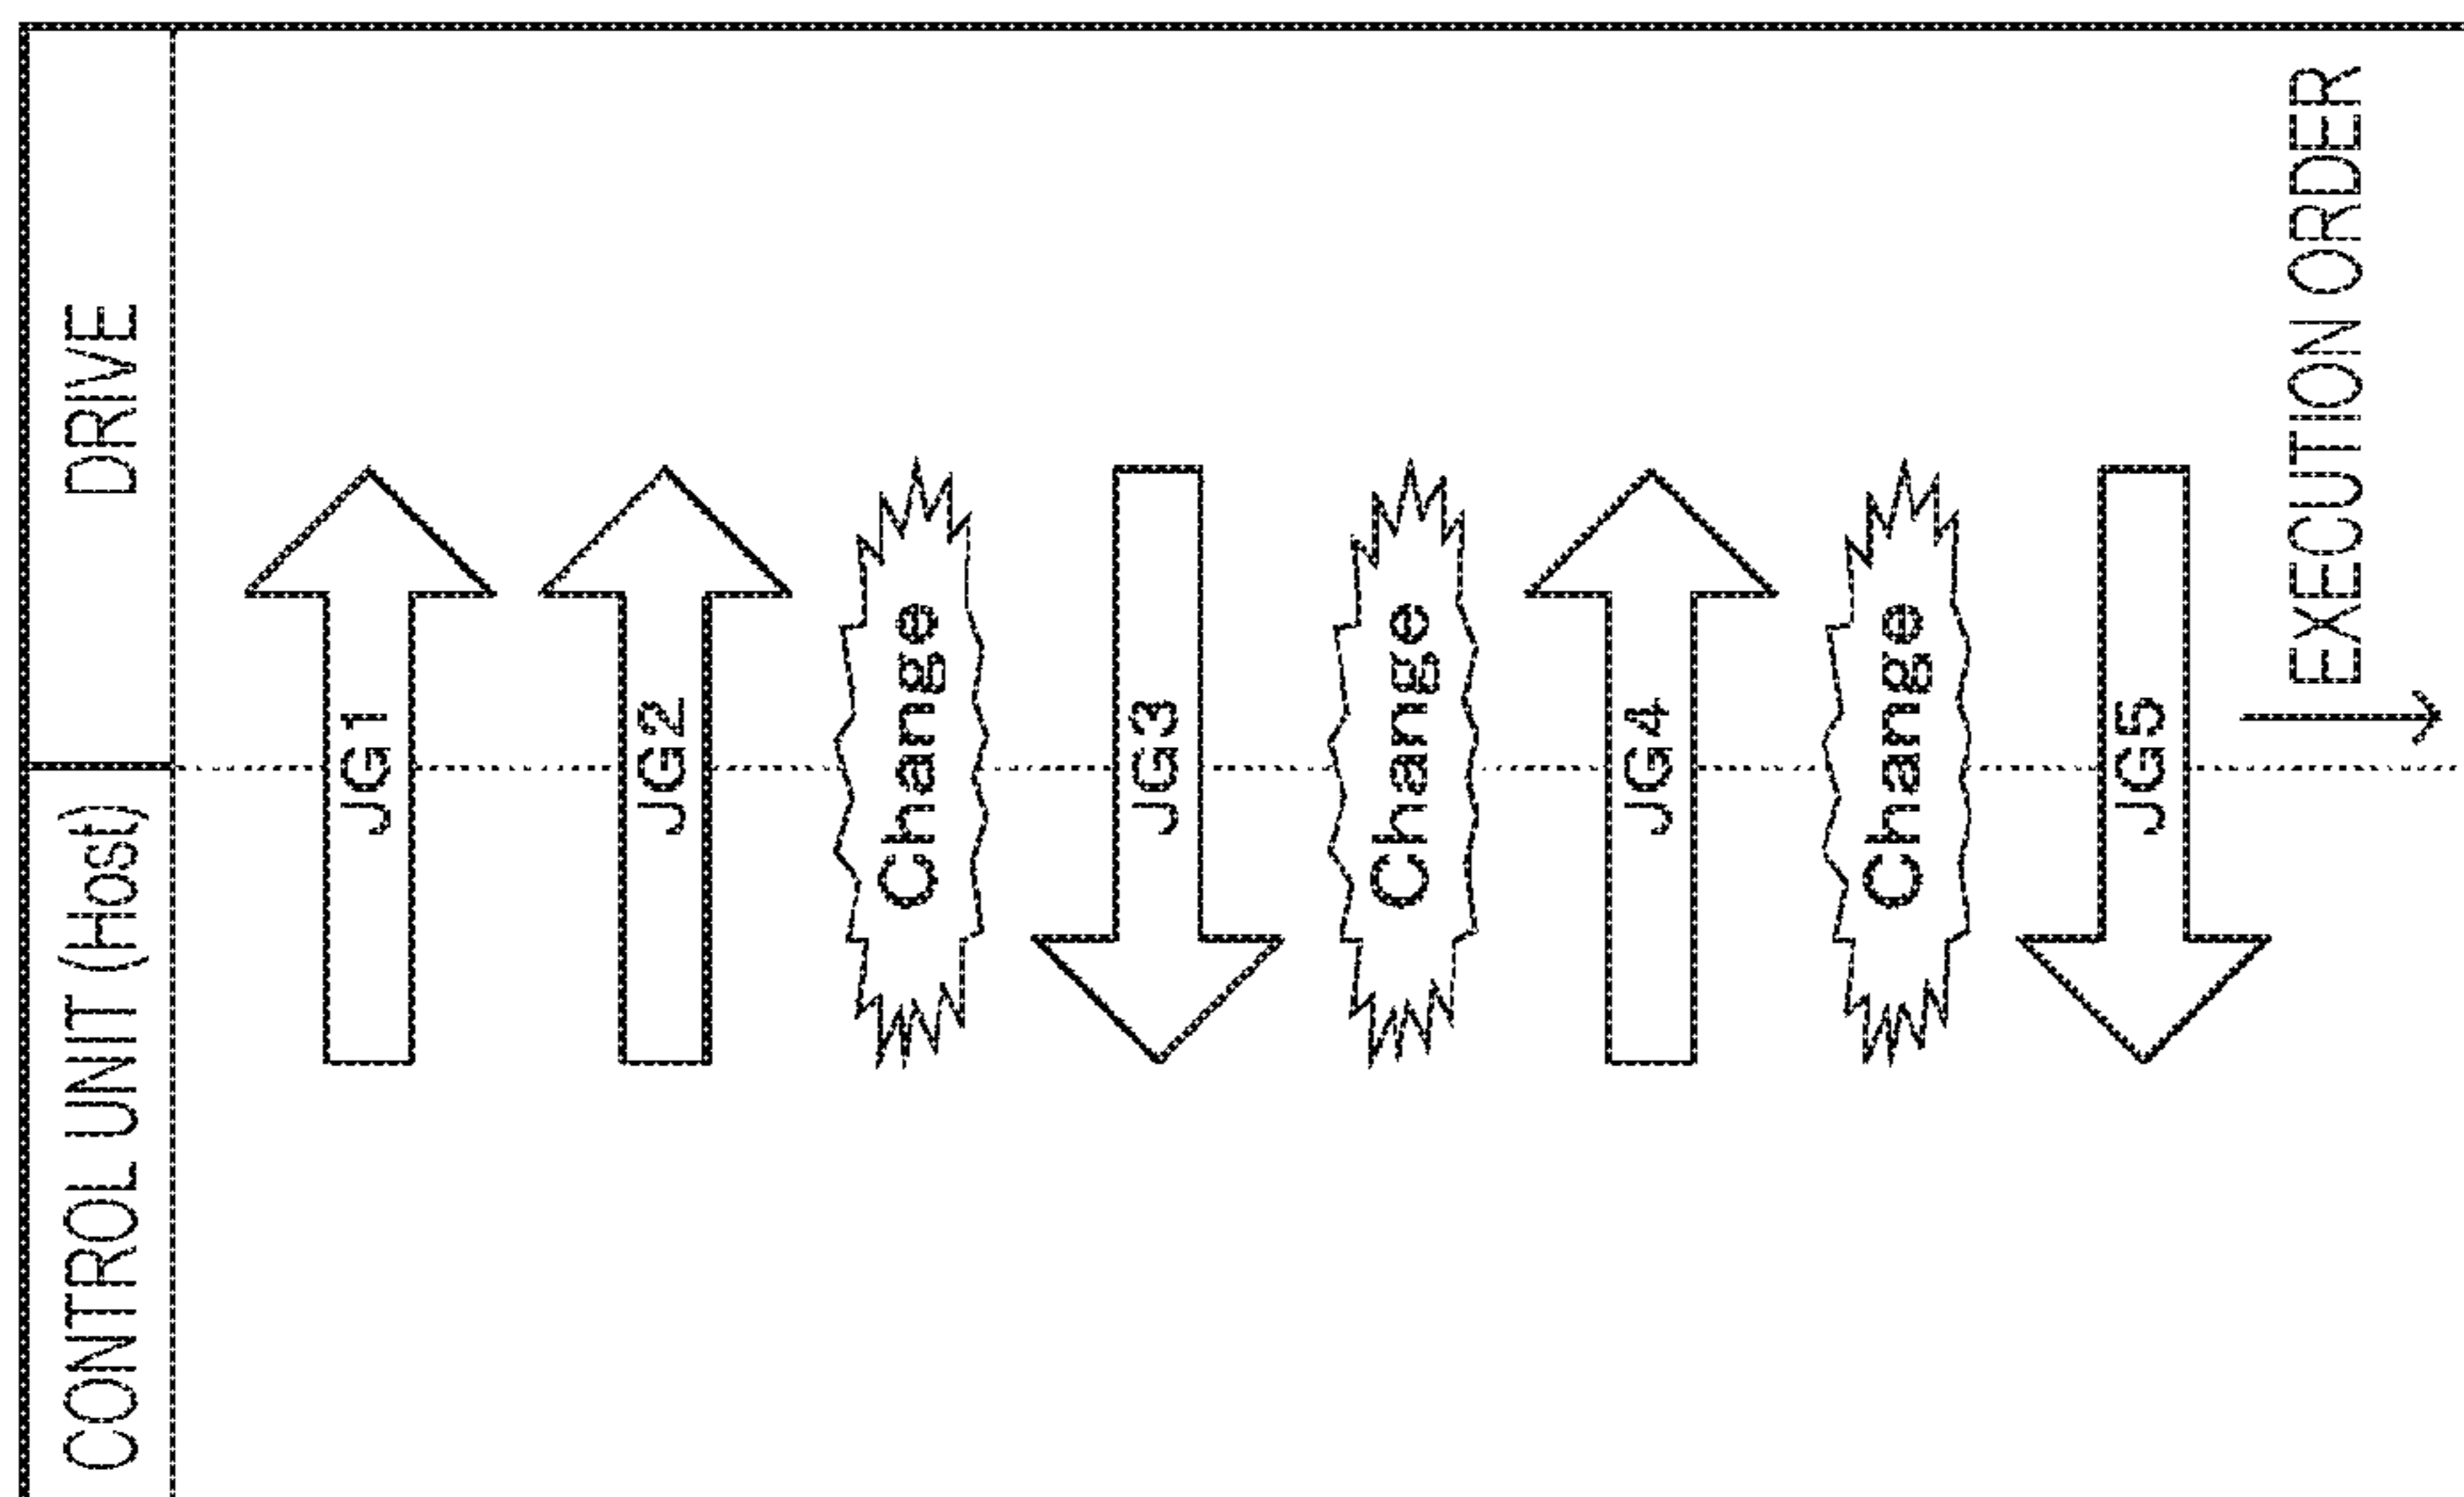 CONTROL UNIT (Host)
DRIVE
JG1
JG2
Change
JG3
Change
JG4
Change
JG5
EXECUTION ORDER